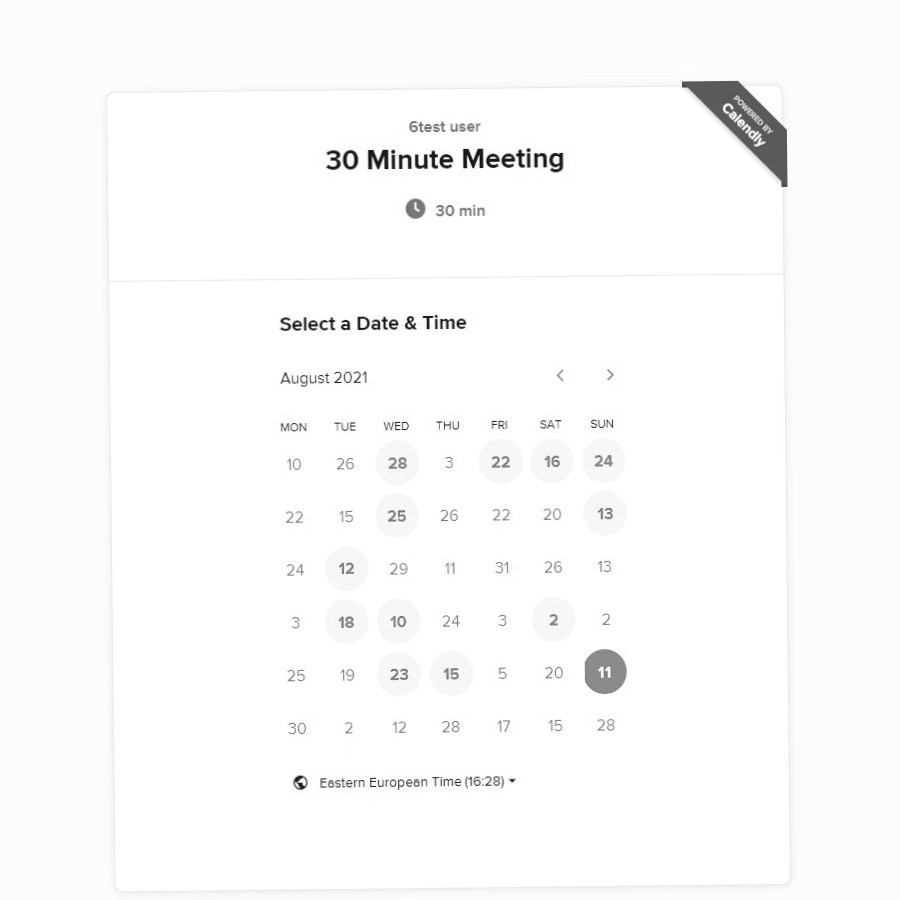 POWERED BY
Calendly
6test user
30 Minute Meeting
30 min
Select a Date & Time
August 2021
MON TUE WED THU FRI SAT SUN
10 26 28 3 22 16 24
22 15 25 26 22 20 13
24 12 29 11 31 26 13
3 18 10 24 3 2 2
25 19 23 15 5 20 11
30 2 12 28 17 15 28
Eastern European Time (16:28)